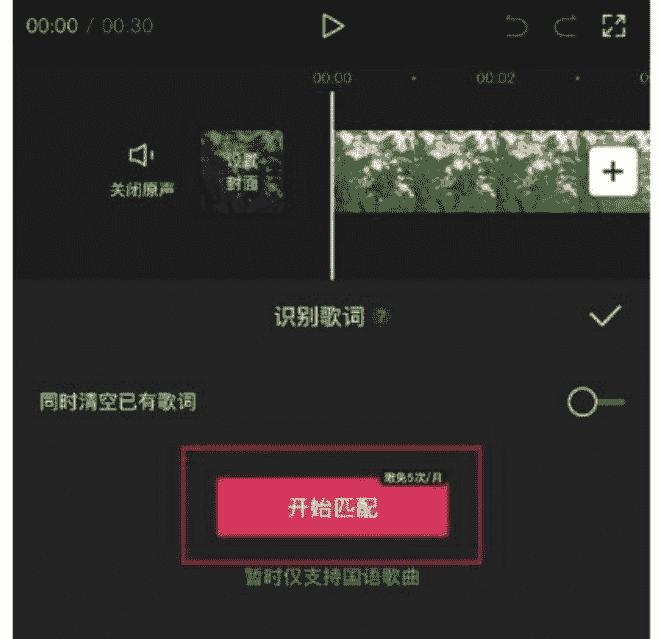 00:00 / 00:30
00:00
00:02
关闭原声
设置
封面
识别歌词 ?
同时清空已有歌词
限免5次/月
开始匹配
暂时仅支持国语歌曲